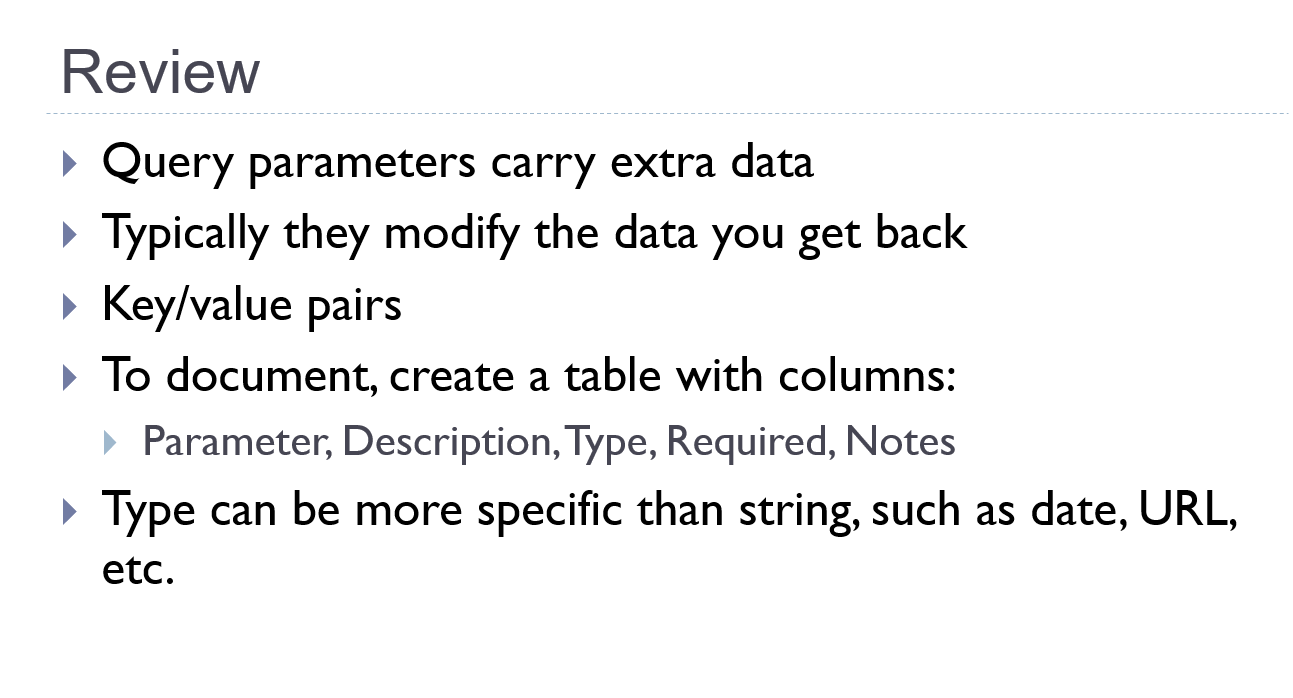 Review
Query parameters carry extra data
Typically they modify the data you get back
Key/value pairs
To document, create a table with columns:
Parameter, Description, Type, Required, Notes
Type can be more specific than string, such as date, URL,
etc.